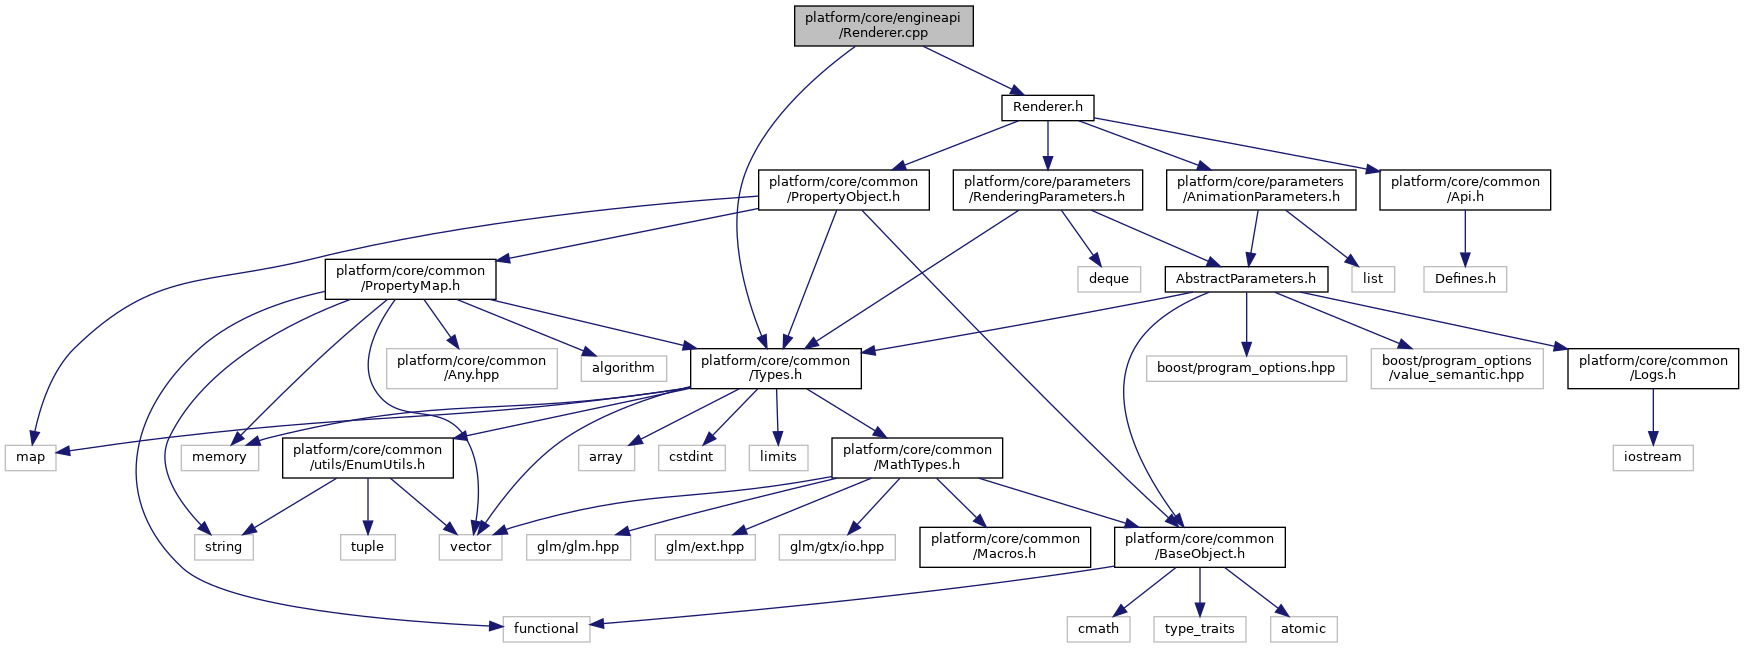 platform/core/engineapi
/Renderer.cpp
Renderer.h
platform/core/common
/PropertyObject.h
platform/core/parameters
/RenderingParameters.h
platform/core/parameters
/AnimationParameters.h
platform/core/common
/Api.h
platform/core/common
/PropertyMap.h
deque
AbstractParameters.h
list
Defines.h
platform/core/common
/Any.hpp
algorithm
platform/core/common
/Types.h
boost/program_options.hpp
boost/program_options
/value_semantic.hpp
platform/core/common
/Logs.h
map
memory
platform/core/common
/utils/EnumUtils.h
array
cstdint
limits
platform/core/common
/MathTypes.h
iostream
string
tuple
vector
glm/glm.hpp
glm/ext.hpp
glm/gtx/io.hpp
platform/core/common
/Macros.h
platform/core/common
/BaseObject.h
functional
cmath
type_traits
atomic